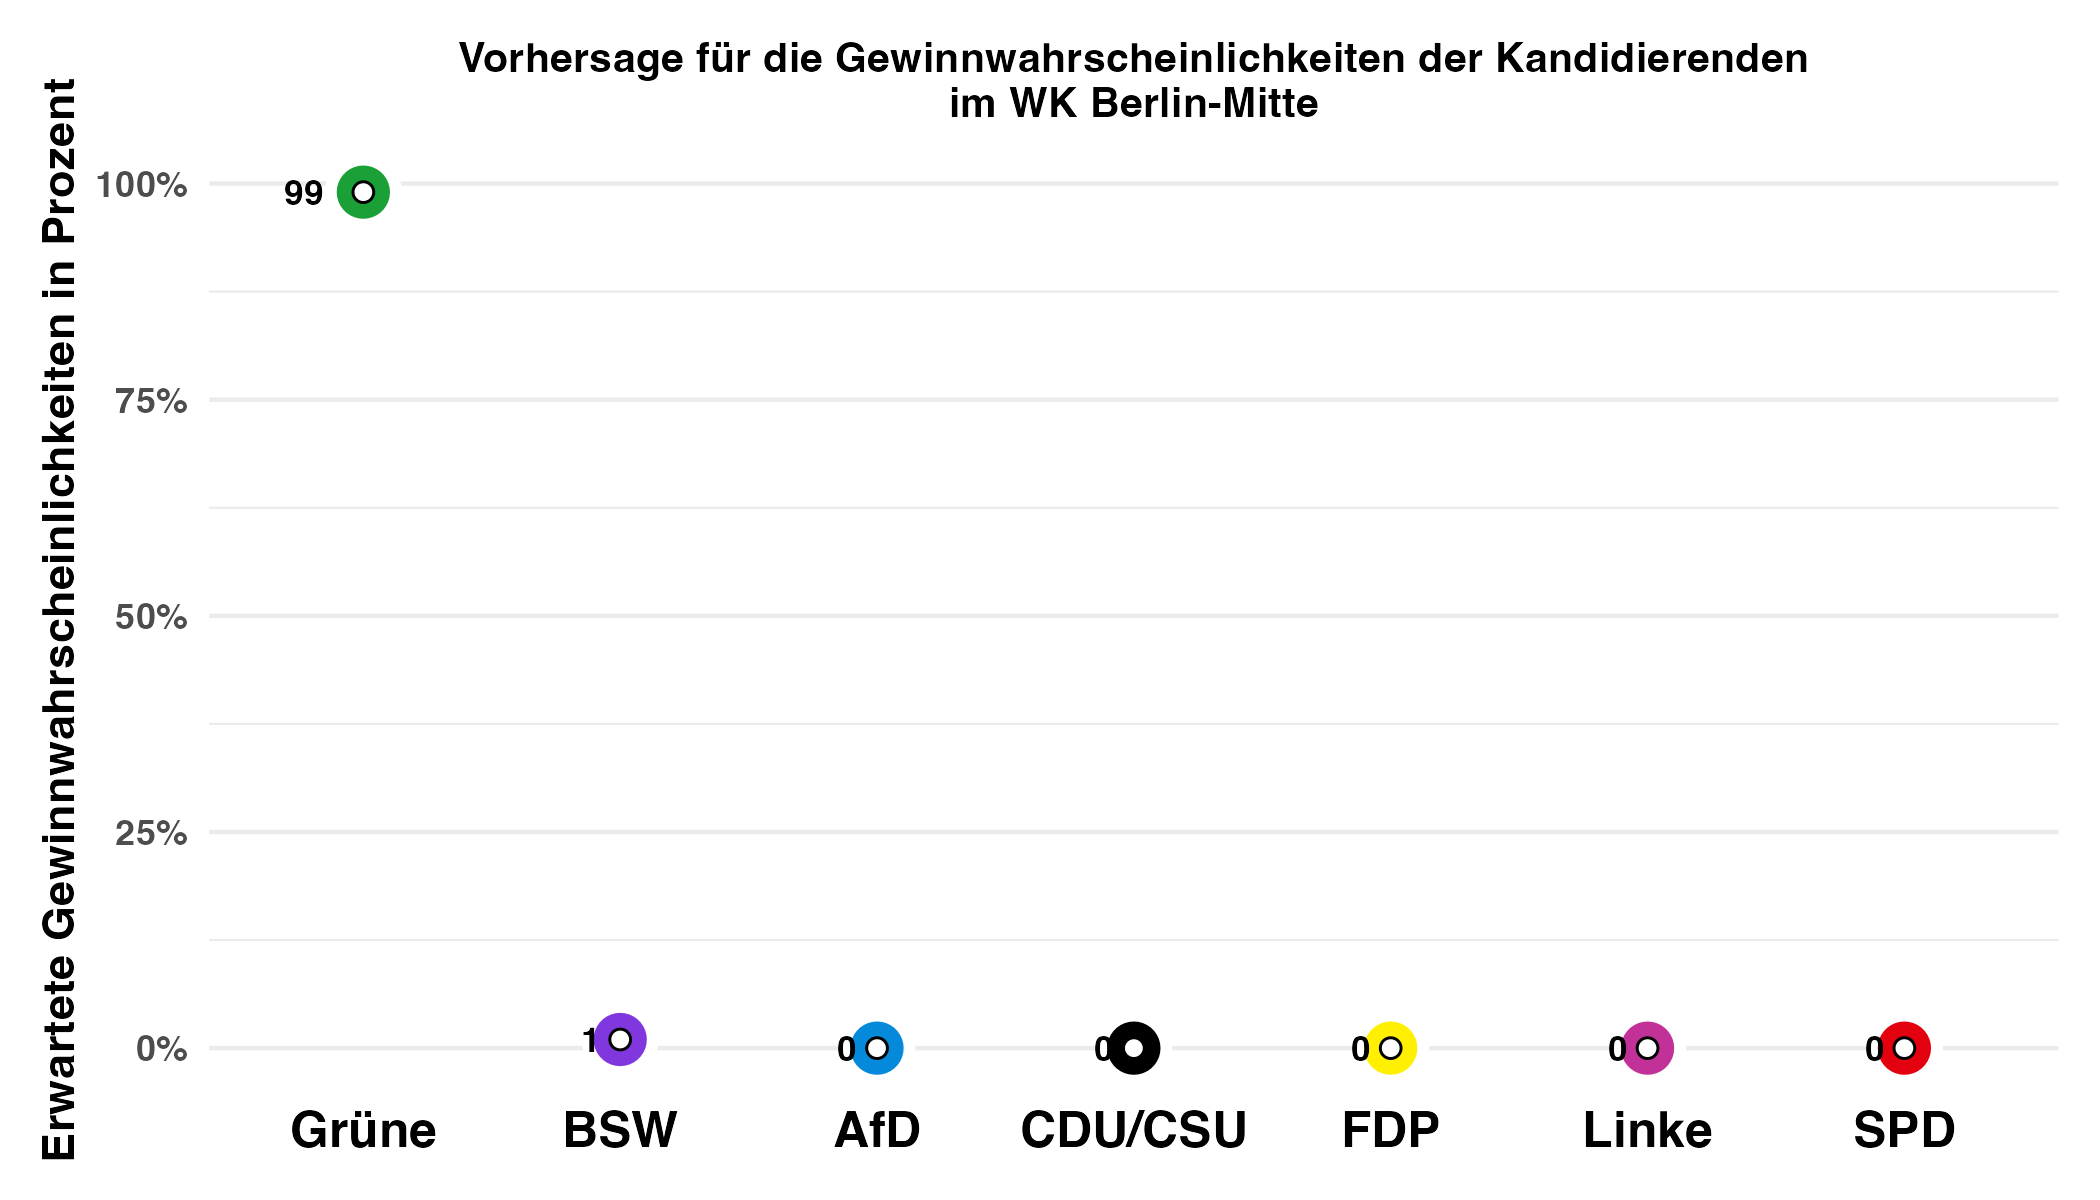 Vorhersage für die Gewinnwahrscheinlichkeiten der Kandidierenden
im WK Berlin-Mitte
Erwartete Gewinnwahrscheinlichkeiten in Prozent
100%
75%
50%
25%
0%
99
1
0
0
0
0
0
Grüne
BSW
AfD
CDU/CSU
FDP
Linke
SPD